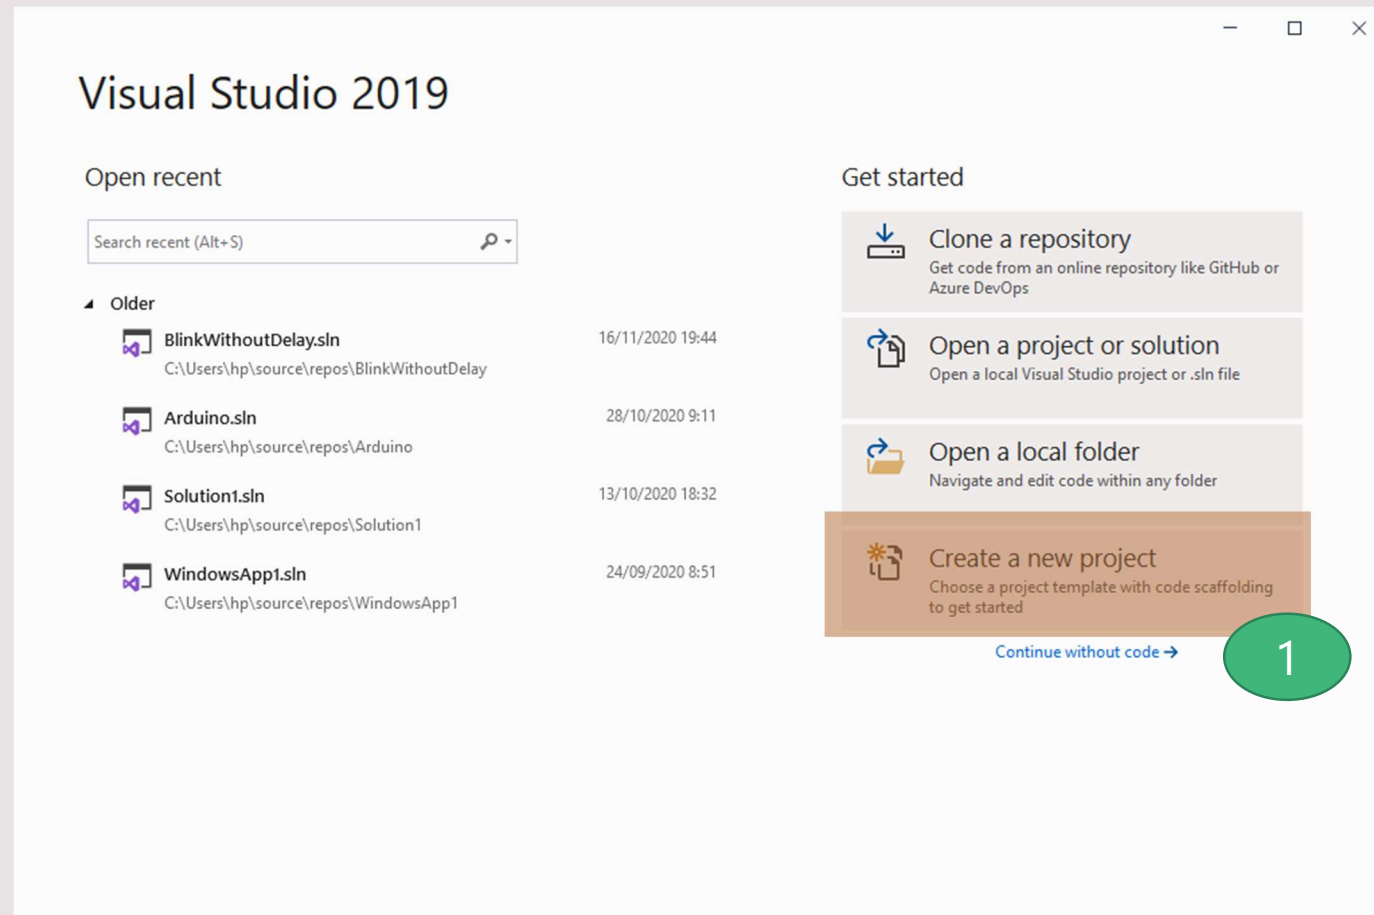 Visual Studio 2019
Open recent
Search recent (Alt+S)
Older
BlinkWithoutDelay.sln 16/11/2020 19:44
C:\Users\hp\source\repos\BlinkWithoutDelay
Arduino.sln 28/10/2020 9:11
C:\Users\hp\source\repos\Arduino
Solution1.sln 13/10/2020 18:32
C:\Users\hp\source\repos\Solution1
WindowsApp1.sln 24/09/2020 8:51
C:\Users\hp\source\repos\WindowsApp1
Get started
Clone a repository
Get code from an online repository like GitHub or
Azure DevOps
Open a project or solution
Open a local Visual Studio project or .sln file
Open a local folder
Navigate and edit code within any folder
Create a new project
Choose a project template with code scaffolding
to get started
Continue without code →
1